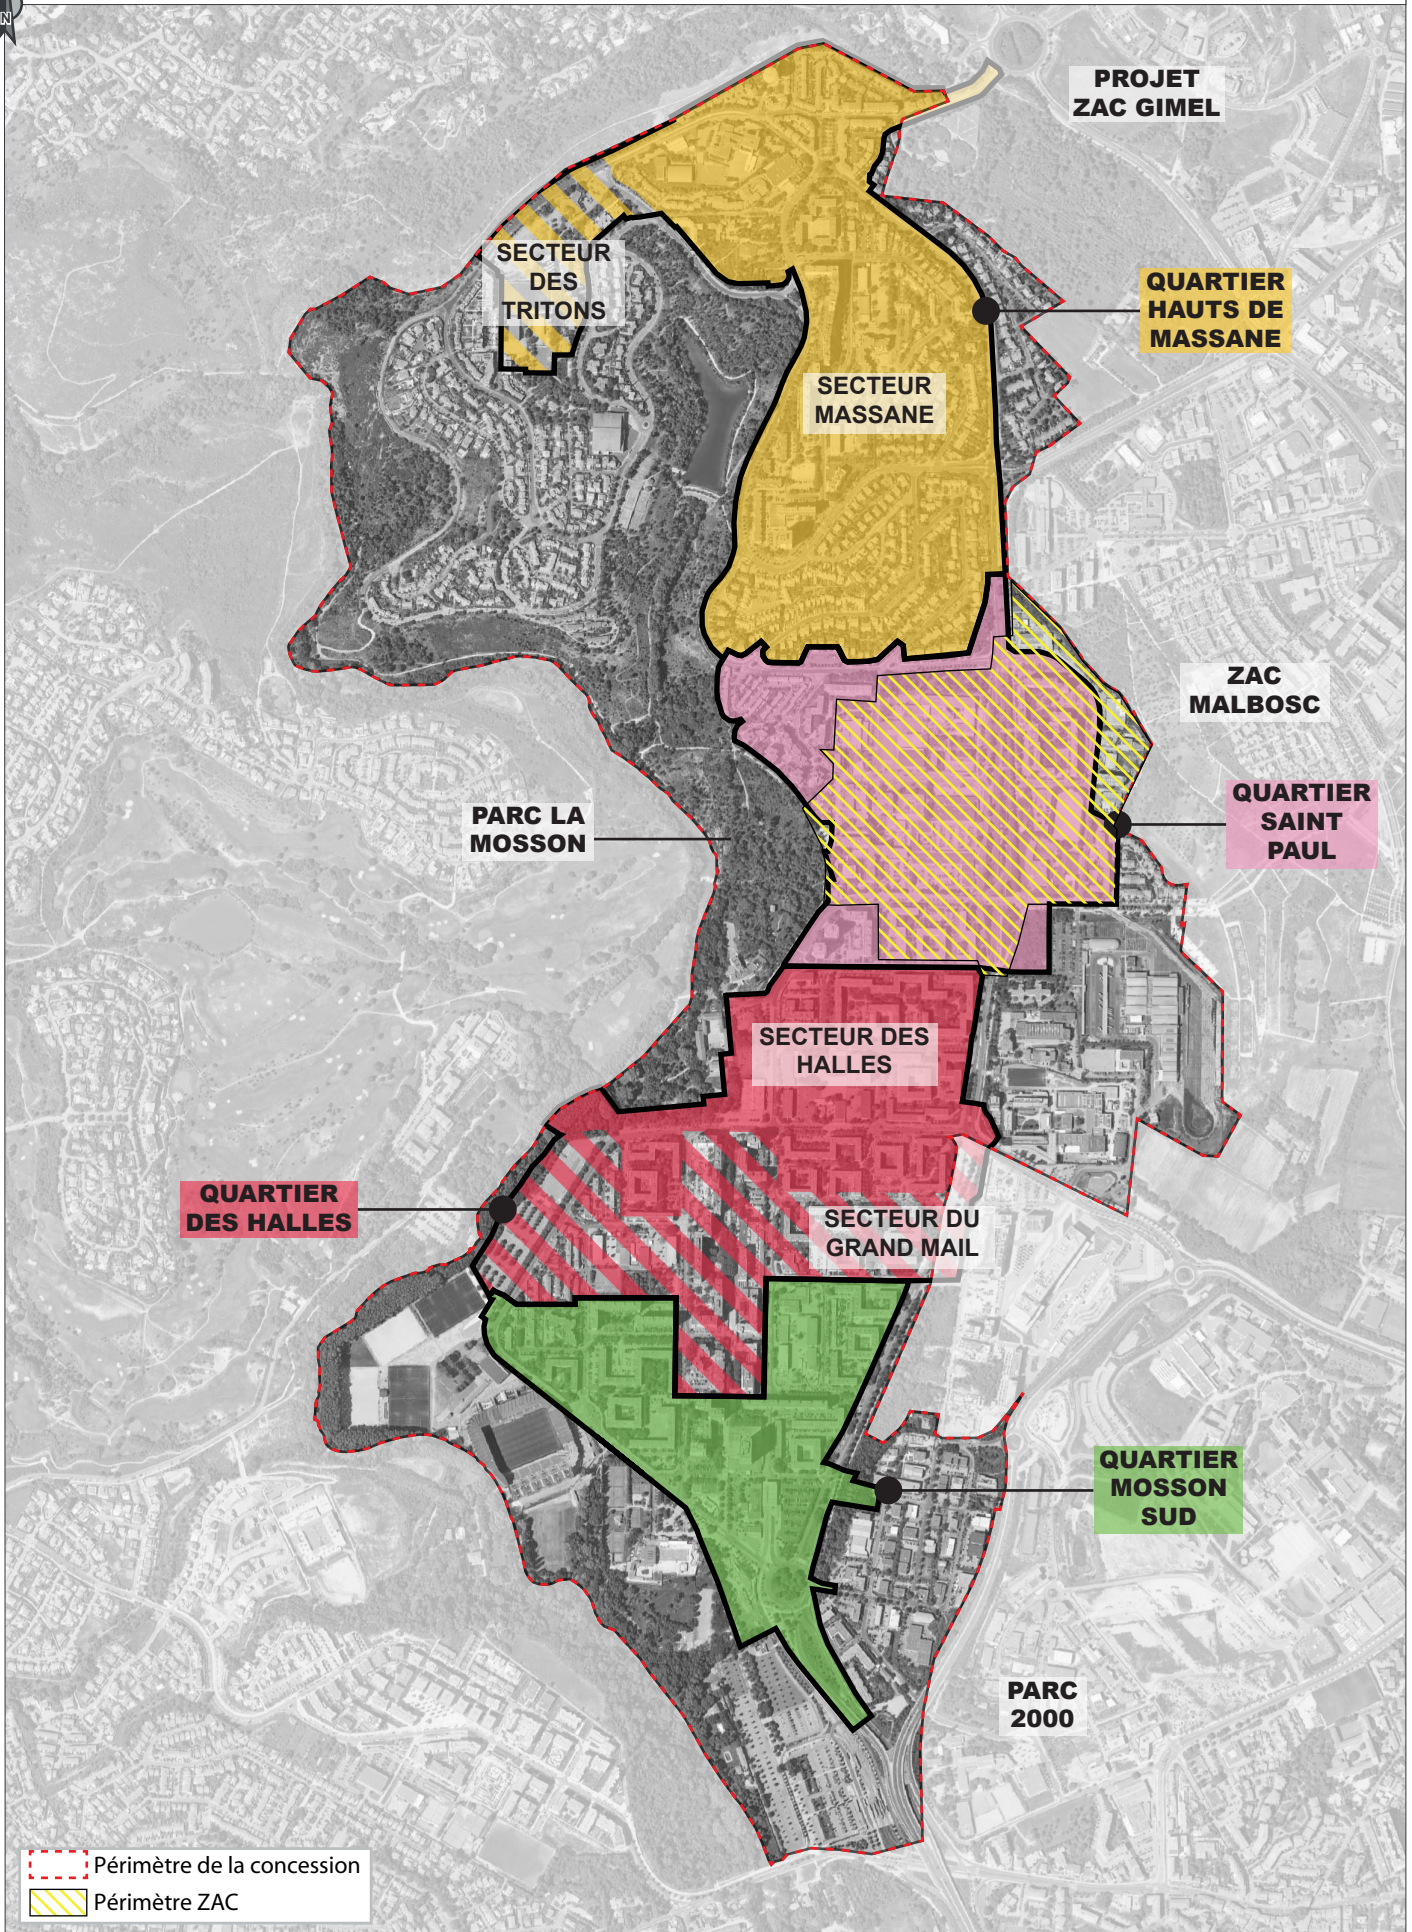 N
PROJET
ZAC GIMEL
SECTEUR
DES
TRITONS
QUARTIER
HAUTS DE
MASSANE
SECTEUR
MASSANE
ZAC
MALBOSC
QUARTIER
SAINT
PAUL
PARC LA
MOSSON
SECTEUR DES
HALLES
QUARTIER
DES HALLES
SECTEUR DU
GRAND MAIL
QUARTIER
MOSSON
SUD
PARC
2000
Périmètre de la concession
Périmètre ZAC